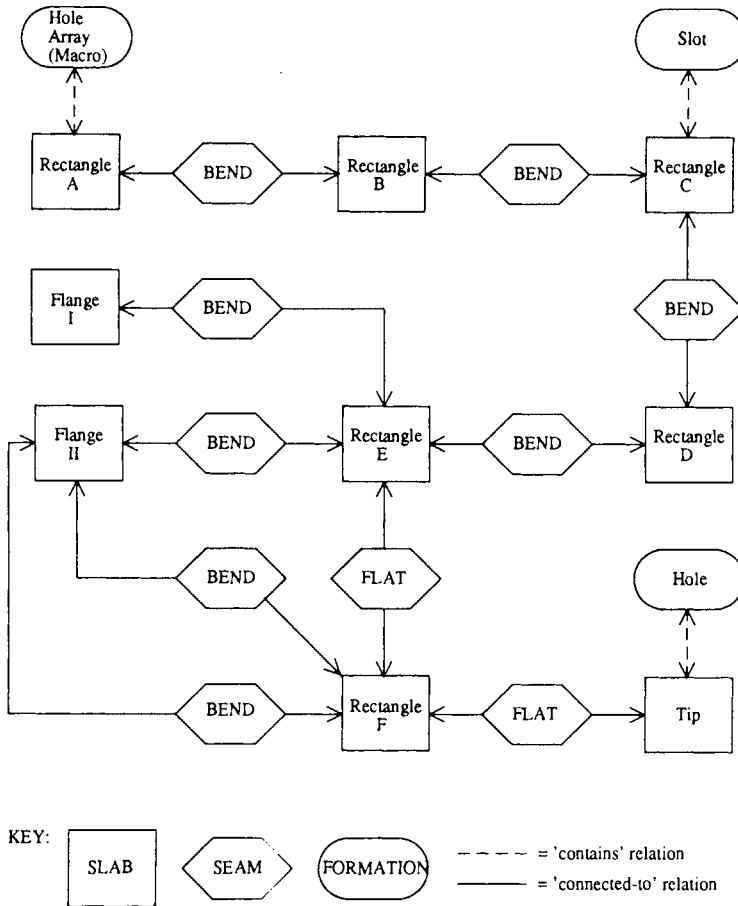 Hole
Array
(Macro)
Slot
Rectangle
A
BEND
Rectangle
B
BEND
Rectangle
C
Flange
I
BEND
BEND
Flange
II
BEND
Rectangle
E
BEND
Rectangle
D
BEND
FLAT
Hole
BEND
Rectangle
F
FLAT
Tip
KEY:
SLAB
SEAM
FORMATION
= 'contains' relation
= 'connected-to' relation